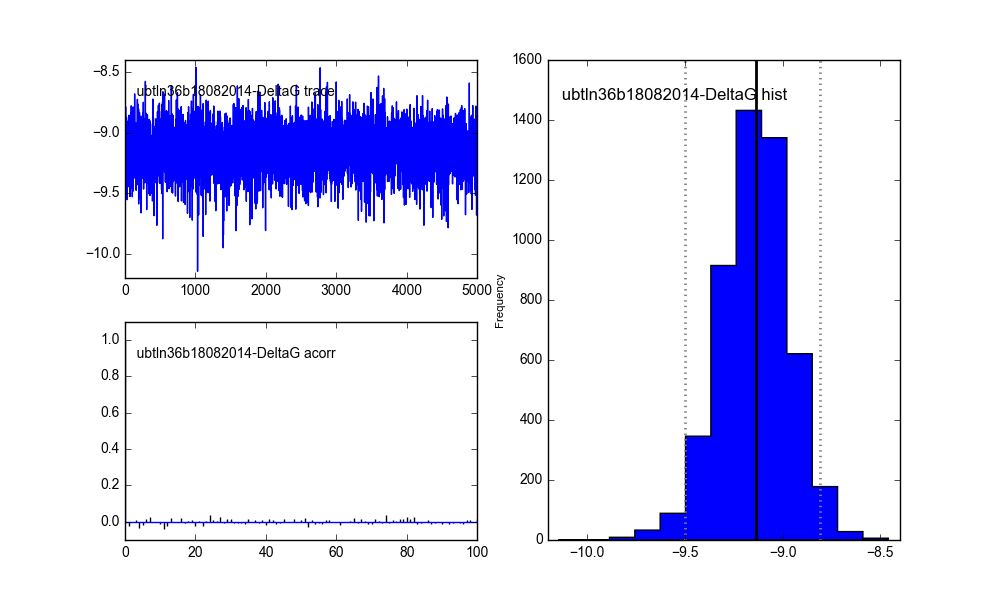 ubtln36b18082014-DeltaG trace
−8.5
−9.0
−9.5
−10.0
0 1000 2000 3000 4000 5000
ubtln36b18082014-DeltaG acorr
1.0
0.8
0.6
0.4
0.2
0.0
0 20 40 60 80 100
ubtln36b18082014-DeltaG hist
Frequency
1600
1400
1200
1000
800
600
400
200
0
−10.0 −9.5 −9.0 −8.5